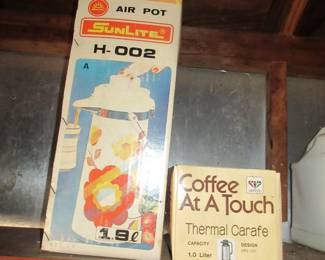 AIR POT
SUNLITE
H-002
A
1.9ℓ
Coffee
At A Touch
Thermal Carafe
CAPACITY
DESIGN
1.0 Liter